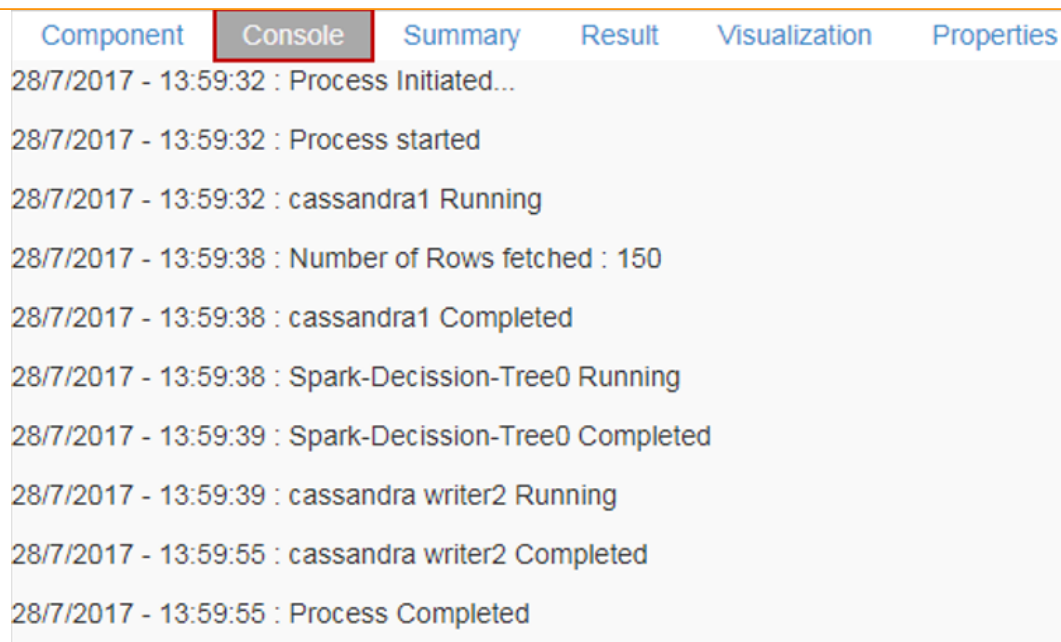 Component Console Summary Result Visualization Properties
28/7/2017 - 13:59:32 : Process Initiated...
28/7/2017 - 13:59:32 : Process started
28/7/2017 - 13:59:32 : cassandra1 Running
28/7/2017 - 13:59:38 : Number of Rows fetched : 150
28/7/2017 - 13:59:38 : cassandra1 Completed
28/7/2017 - 13:59:38 : Spark-Decission-Tree0 Running
28/7/2017 - 13:59:39 : Spark-Decission-Tree0 Completed
28/7/2017 - 13:59:39 : cassandra writer2 Running
28/7/2017 - 13:59:55 : cassandra writer2 Completed
28/7/2017 - 13:59:55 : Process Completed